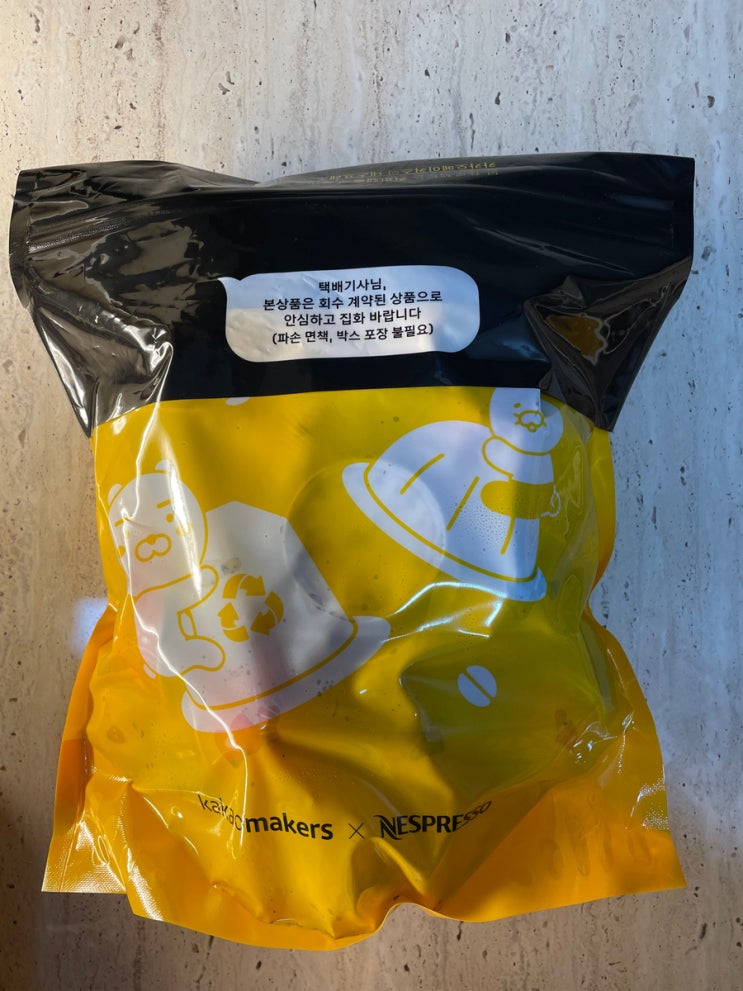 택배기사님,
본상품은 회수 계약된 상품으로
안심하고 집화 바랍니다
(파손 면책, 박스 포장 불필요)
kakaomakers × NESPRESSO